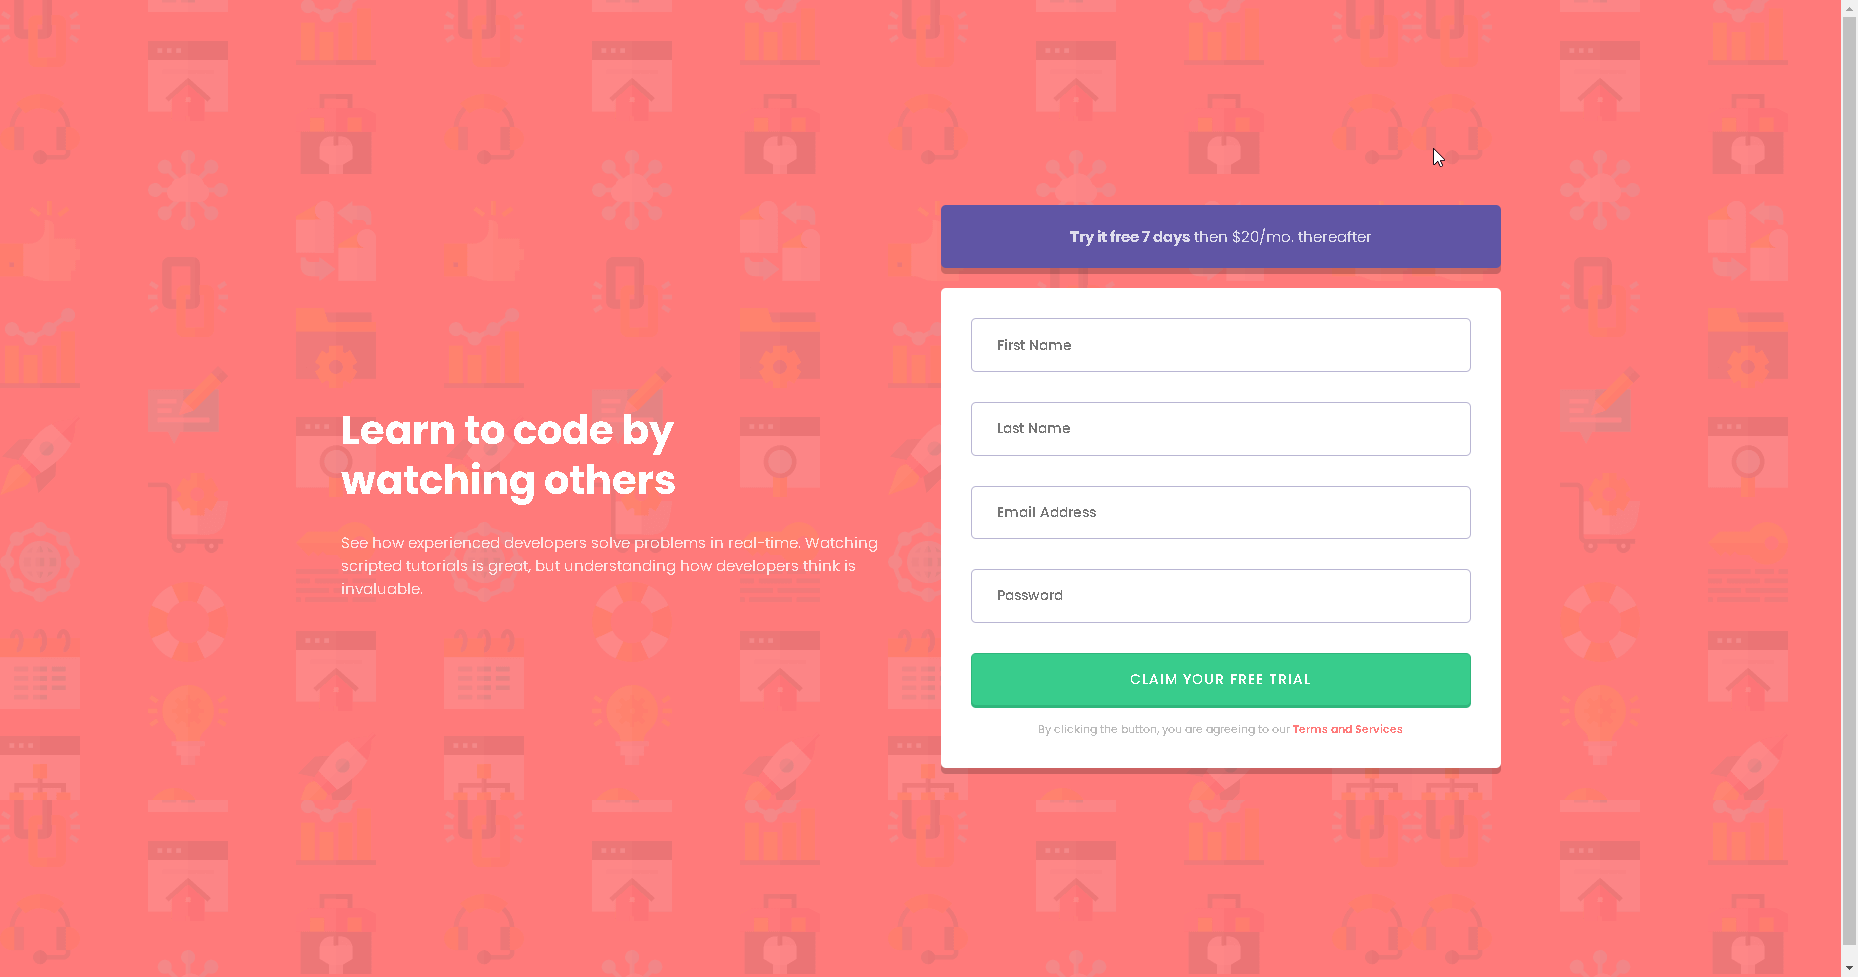 Learn to code by
watching others
See how experienced developers solve problems in real-time. Watching
scripted tutorials is great, but understanding how developers think is
invaluable.
Try it free 7 days then $20/mo. thereafter
First Name
Last Name
Email Address
Password
CLAIM YOUR FREE TRIAL
By clicking the button, you are agreeing to our Terms and Services